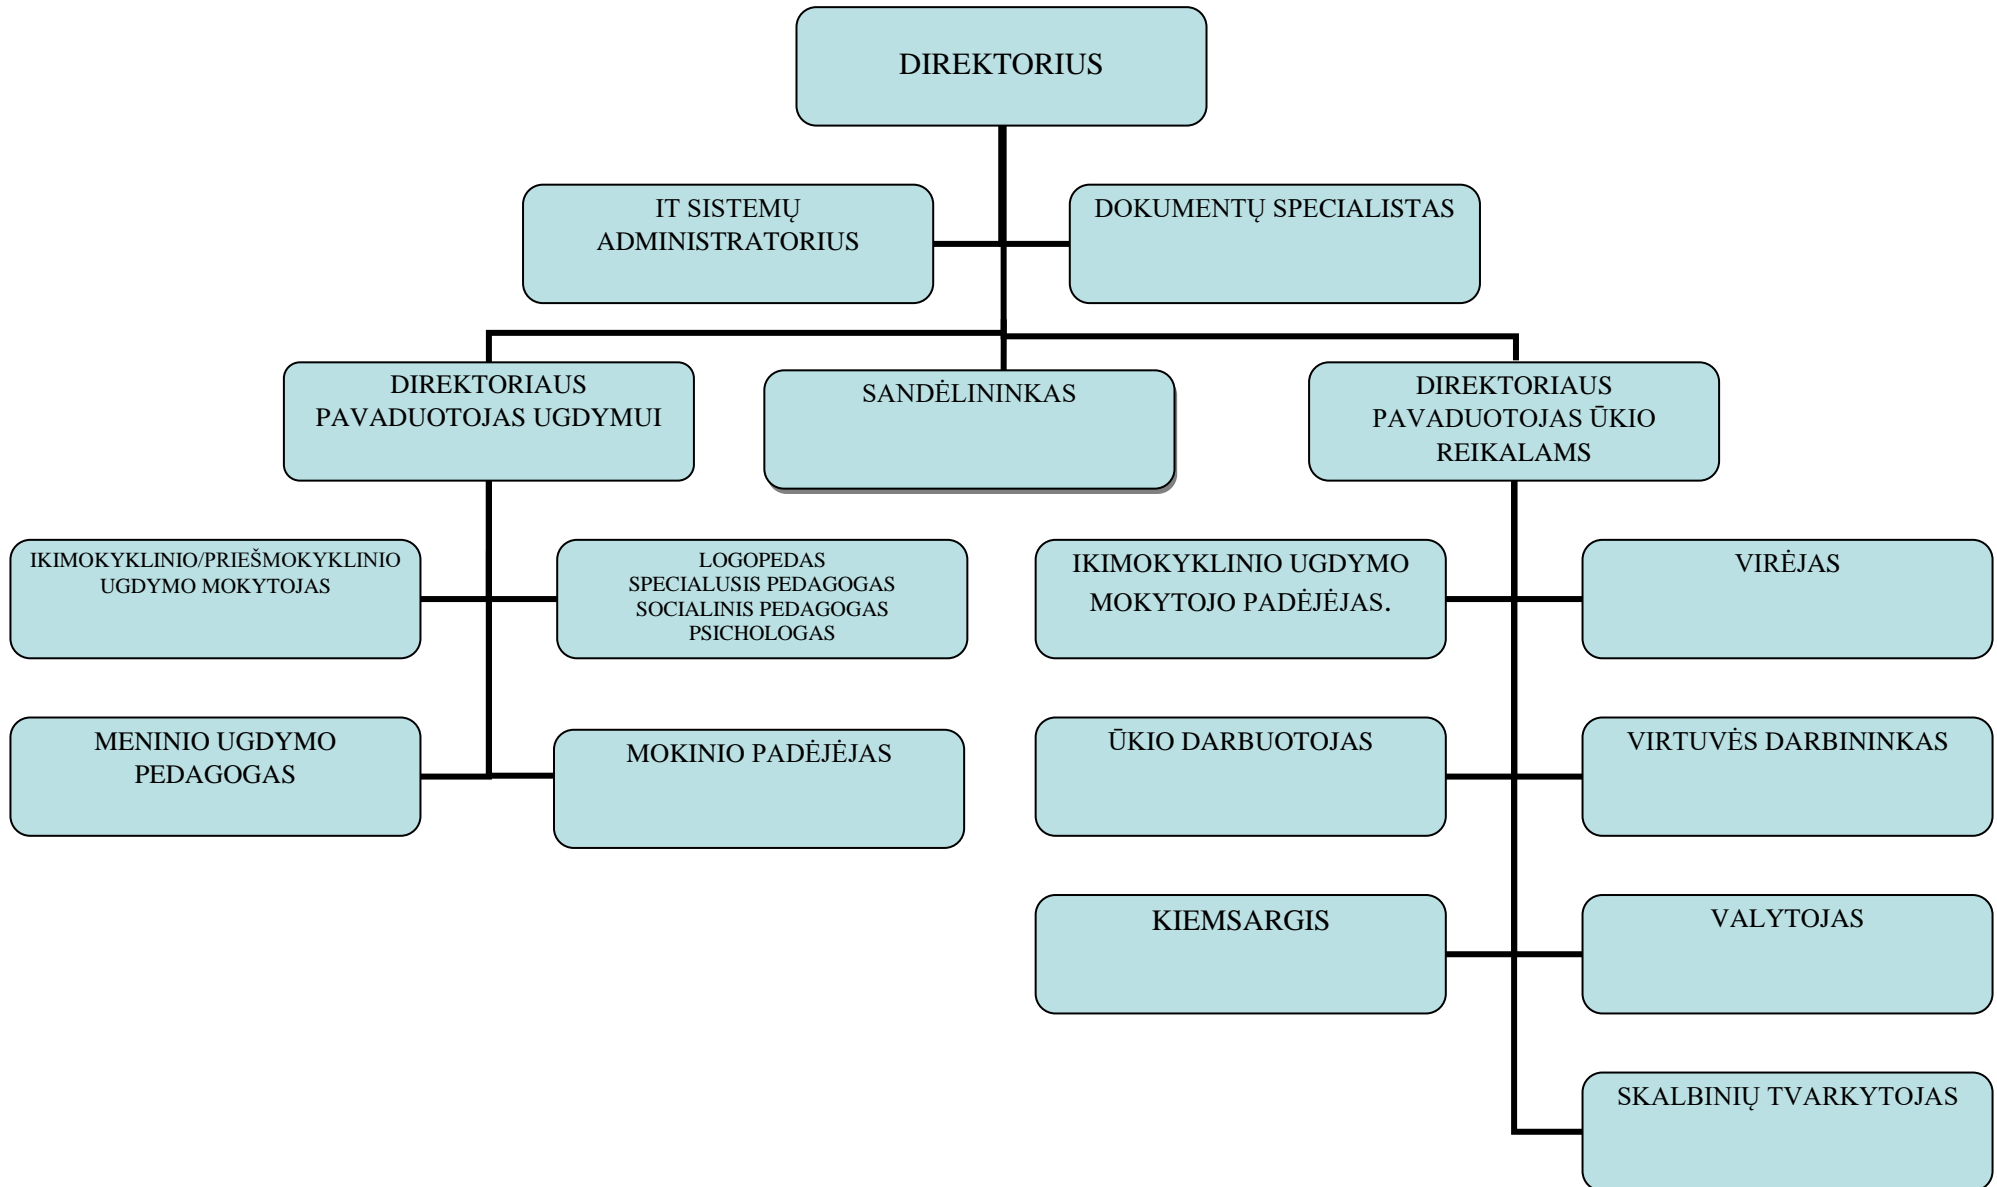 DIREKTORIUS
IT SISTEMŲ
ADMINISTRATORIUS
DOKUMENTŲ SPECIALISTAS
DIREKTORIAUS
PAVADUOTOJAS UGDYMUI
SANDĖLININKAS
DIREKTORIAUS
PAVADUOTOJAS ŪKIO
REIKALAMS
IKIMOKYKLINIO/PRIEŠMOKYKLINIO
UGDYMO MOKYTOJAS
LOGOPEDAS
SPECIALUSIS PEDAGOGAS
SOCIALINIS PEDAGOGAS
PSICHOLOGAS
IKIMOKYKLINIO UGDYMO
MOKYTOJO PADĖJĖJAS.
VIRĖJAS
MENINIO UGDYMO
PEDAGOGAS
MOKINIO PADĖJĖJAS
ŪKIO DARBUOTOJAS
VIRTUVĖS DARBININKAS
KIEMSARGIS
VALYTOJAS
SKALBINIŲ TVARKYTOJAS